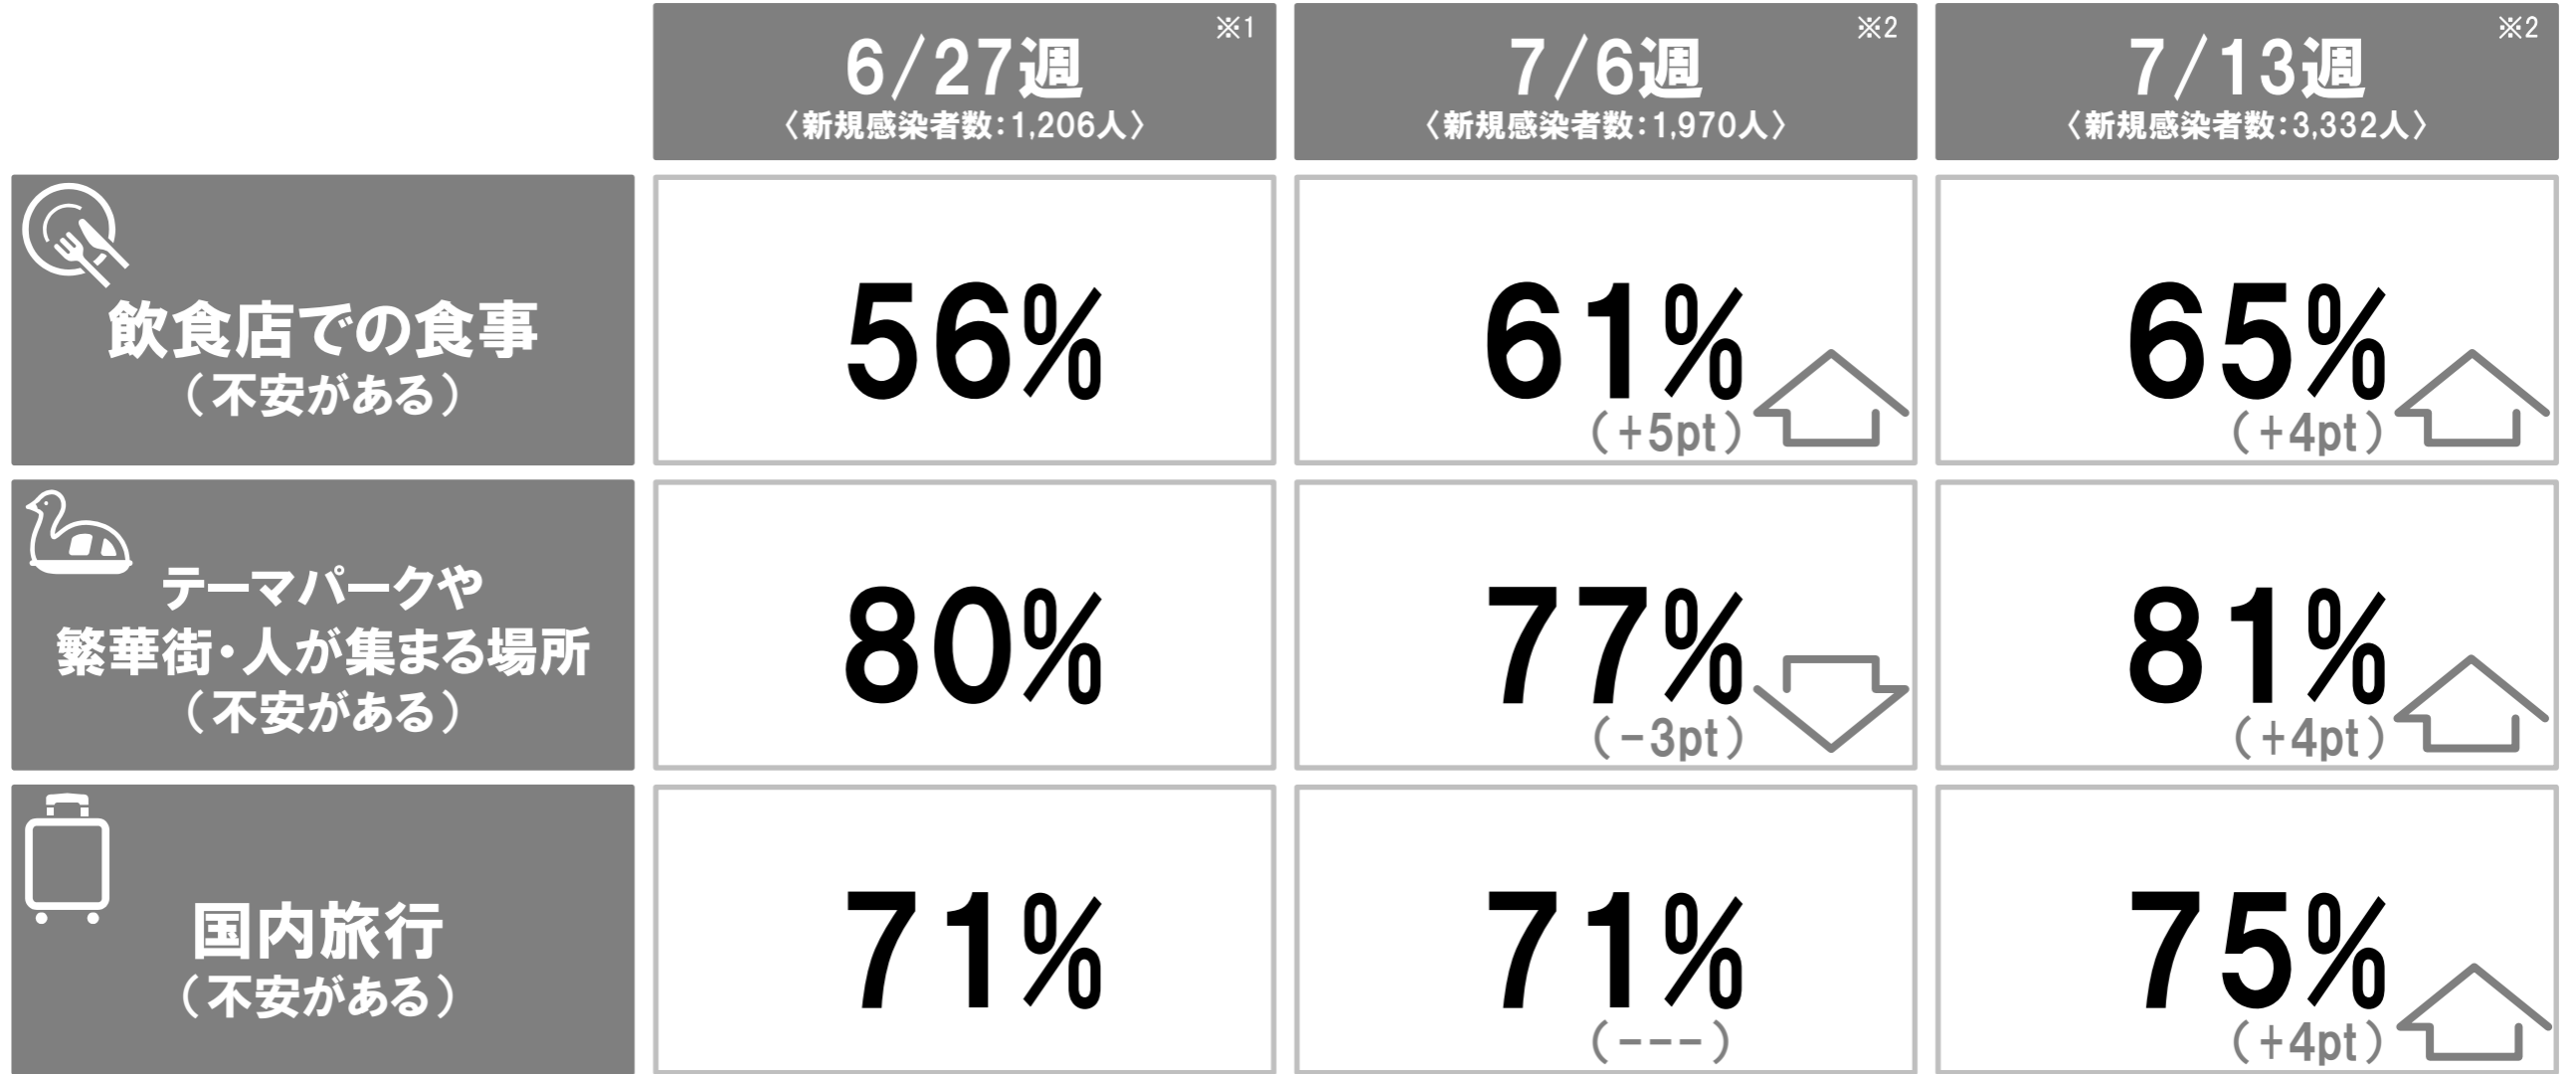 ※1
6/27週
〈新規感染者数：1,206人〉
※2
7/6週
〈新規感染者数：1,970人〉
※2
7/13週
〈新規感染者数：3,332人〉
飲食店での食事
（不安がある）
56%
61%
（+5pt）
65%
（+4pt）
テーマパークや
繁華街・人が集まる場所
（不安がある）
80%
77%
（-3pt）
81%
（+4pt）
国内旅行
（不安がある）
71%
71%
（---）
75%
（+4pt）